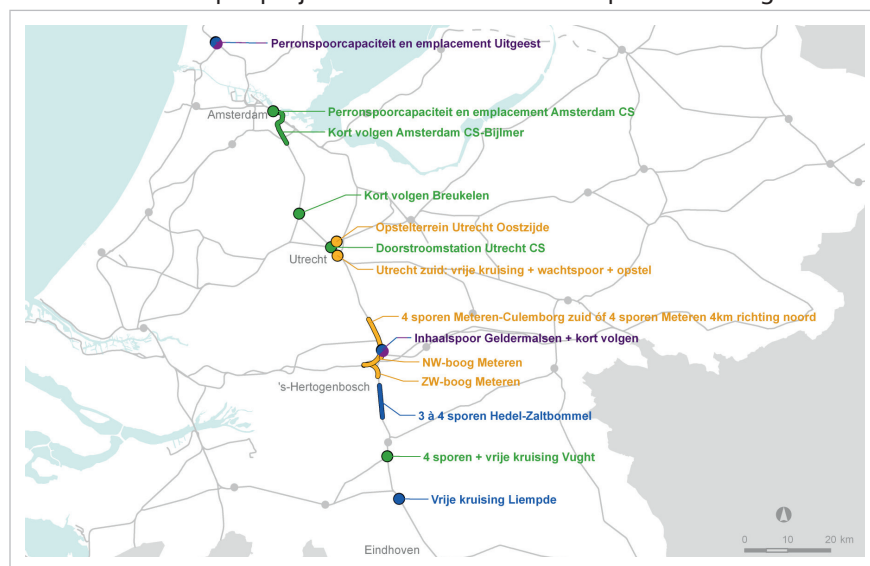 Perronspoorcapaciteit en emplacement Uitgeest
Amsterdam
Perronspoorcapaciteit en emplacement Amsterdam CS
Kort volgen Amsterdam CS-Bijlmer
Kort volgen Breukelen
Opstelterrein Utrecht Oostzijde
Doorstroomstation Utrecht CS
Utrecht
Utrecht zuid: vrije kruising + wachtspoor + opstel
4 sporen Meteren-Culemborg zuid óf 4 sporen Meteren 4km richting noord
Inhaalspoor Geldermalsen + kort volgen
NW-boog Meteren
's-Hertogenbosch
ZW-boog Meteren
3 à 4 sporen Hedel-Zaltbommel
4 sporen + vrije kruising Vught
Vrije kruising Liempde
Eindhoven
0 10 20 km